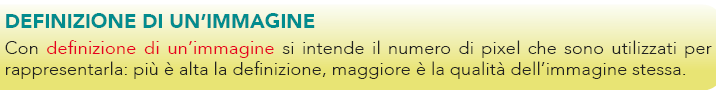 DEFINIZIONE DI UN’IMMAGINE
Con definizione di un’immagine si intende il numero di pixel che sono utilizzati per
rappresentarla: più è alta la definizione, maggiore è la qualità dell’immagine stessa.